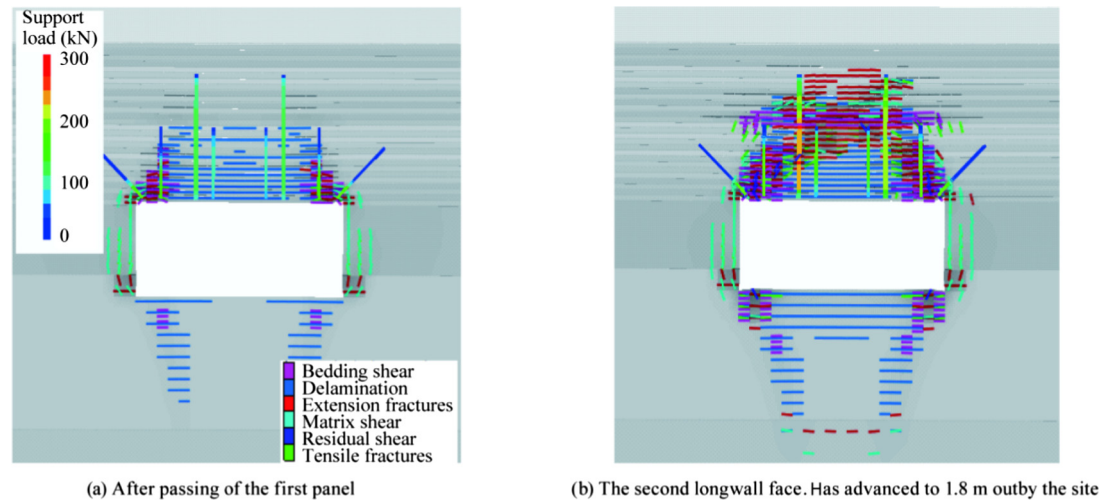 Support
load (kN)
300
200
100
0
Bedding shear
Delamination
Extension fractures
Matrix shear
Residual shear
Tensile fractures
(a) After passing of the first panel
(b) The second longwall face. Has advanced to 1.8 m outby the site